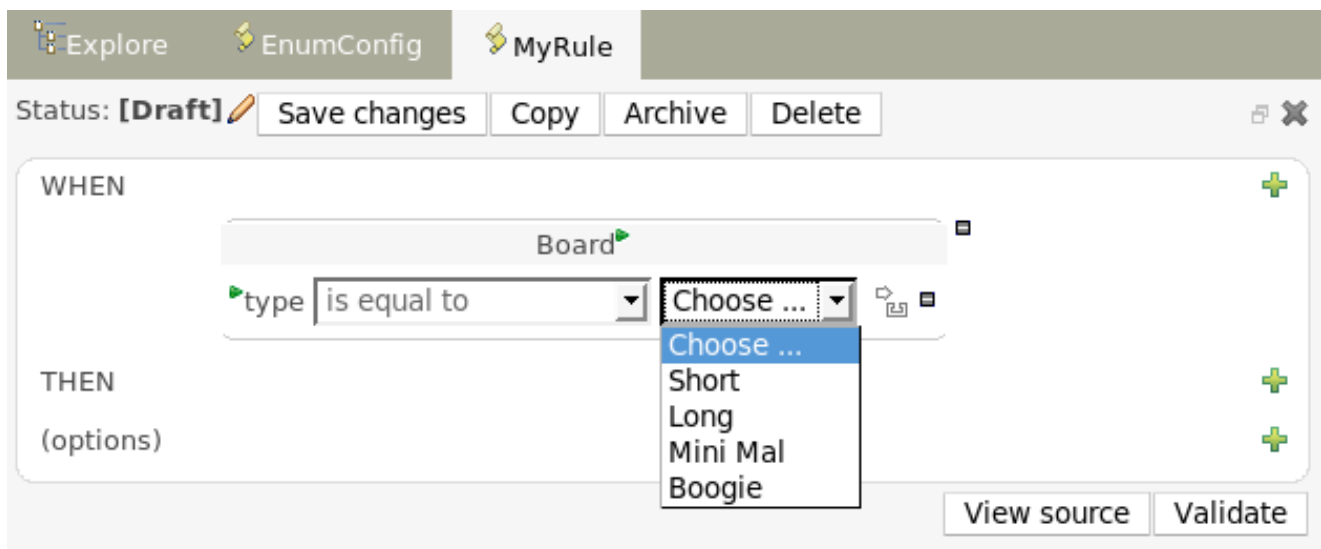 Explore EnumConfig MyRule
Status: [Draft] Save changes Copy Archive Delete
WHEN
Board
type is equal to Choose ...
Choose ...
Short
THEN
Long
(options)
Mini Mal
Boogie
View source Validate